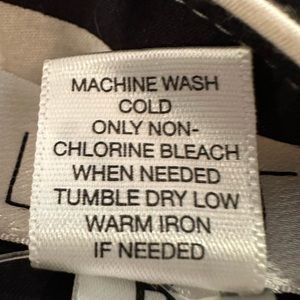 MACHINE WASH
COLD
ONLY NON-
CHLORINE BLEACH
WHEN NEEDED
TUMBLE DRY LOW
WARM IRON
IF NEEDED